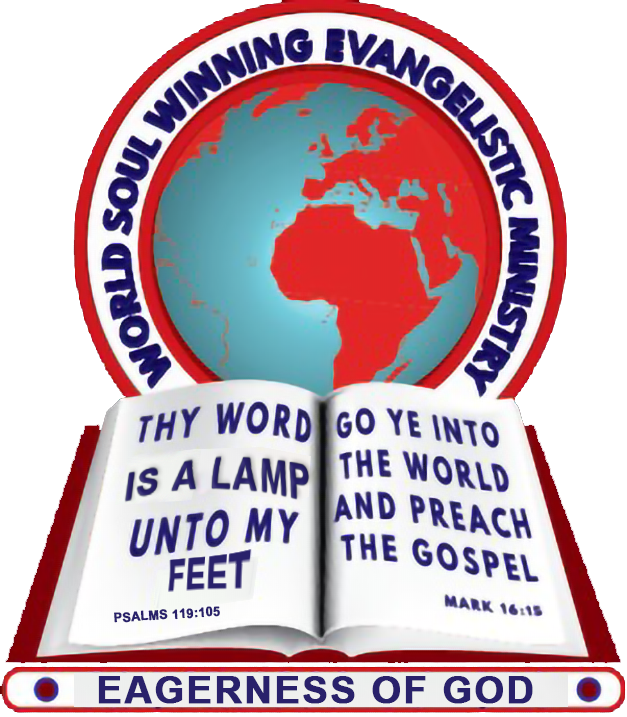 WORLD SOUL WINNING EVANGELISTIC MINISTRY
THY WORD
IS A LAMP
UNTO MY
FEET
PSALMS 119:105
GO YE INTO
THE WORLD
AND PREACH
THE GOSPEL
MARK 16:15
EAGERNESS OF GOD